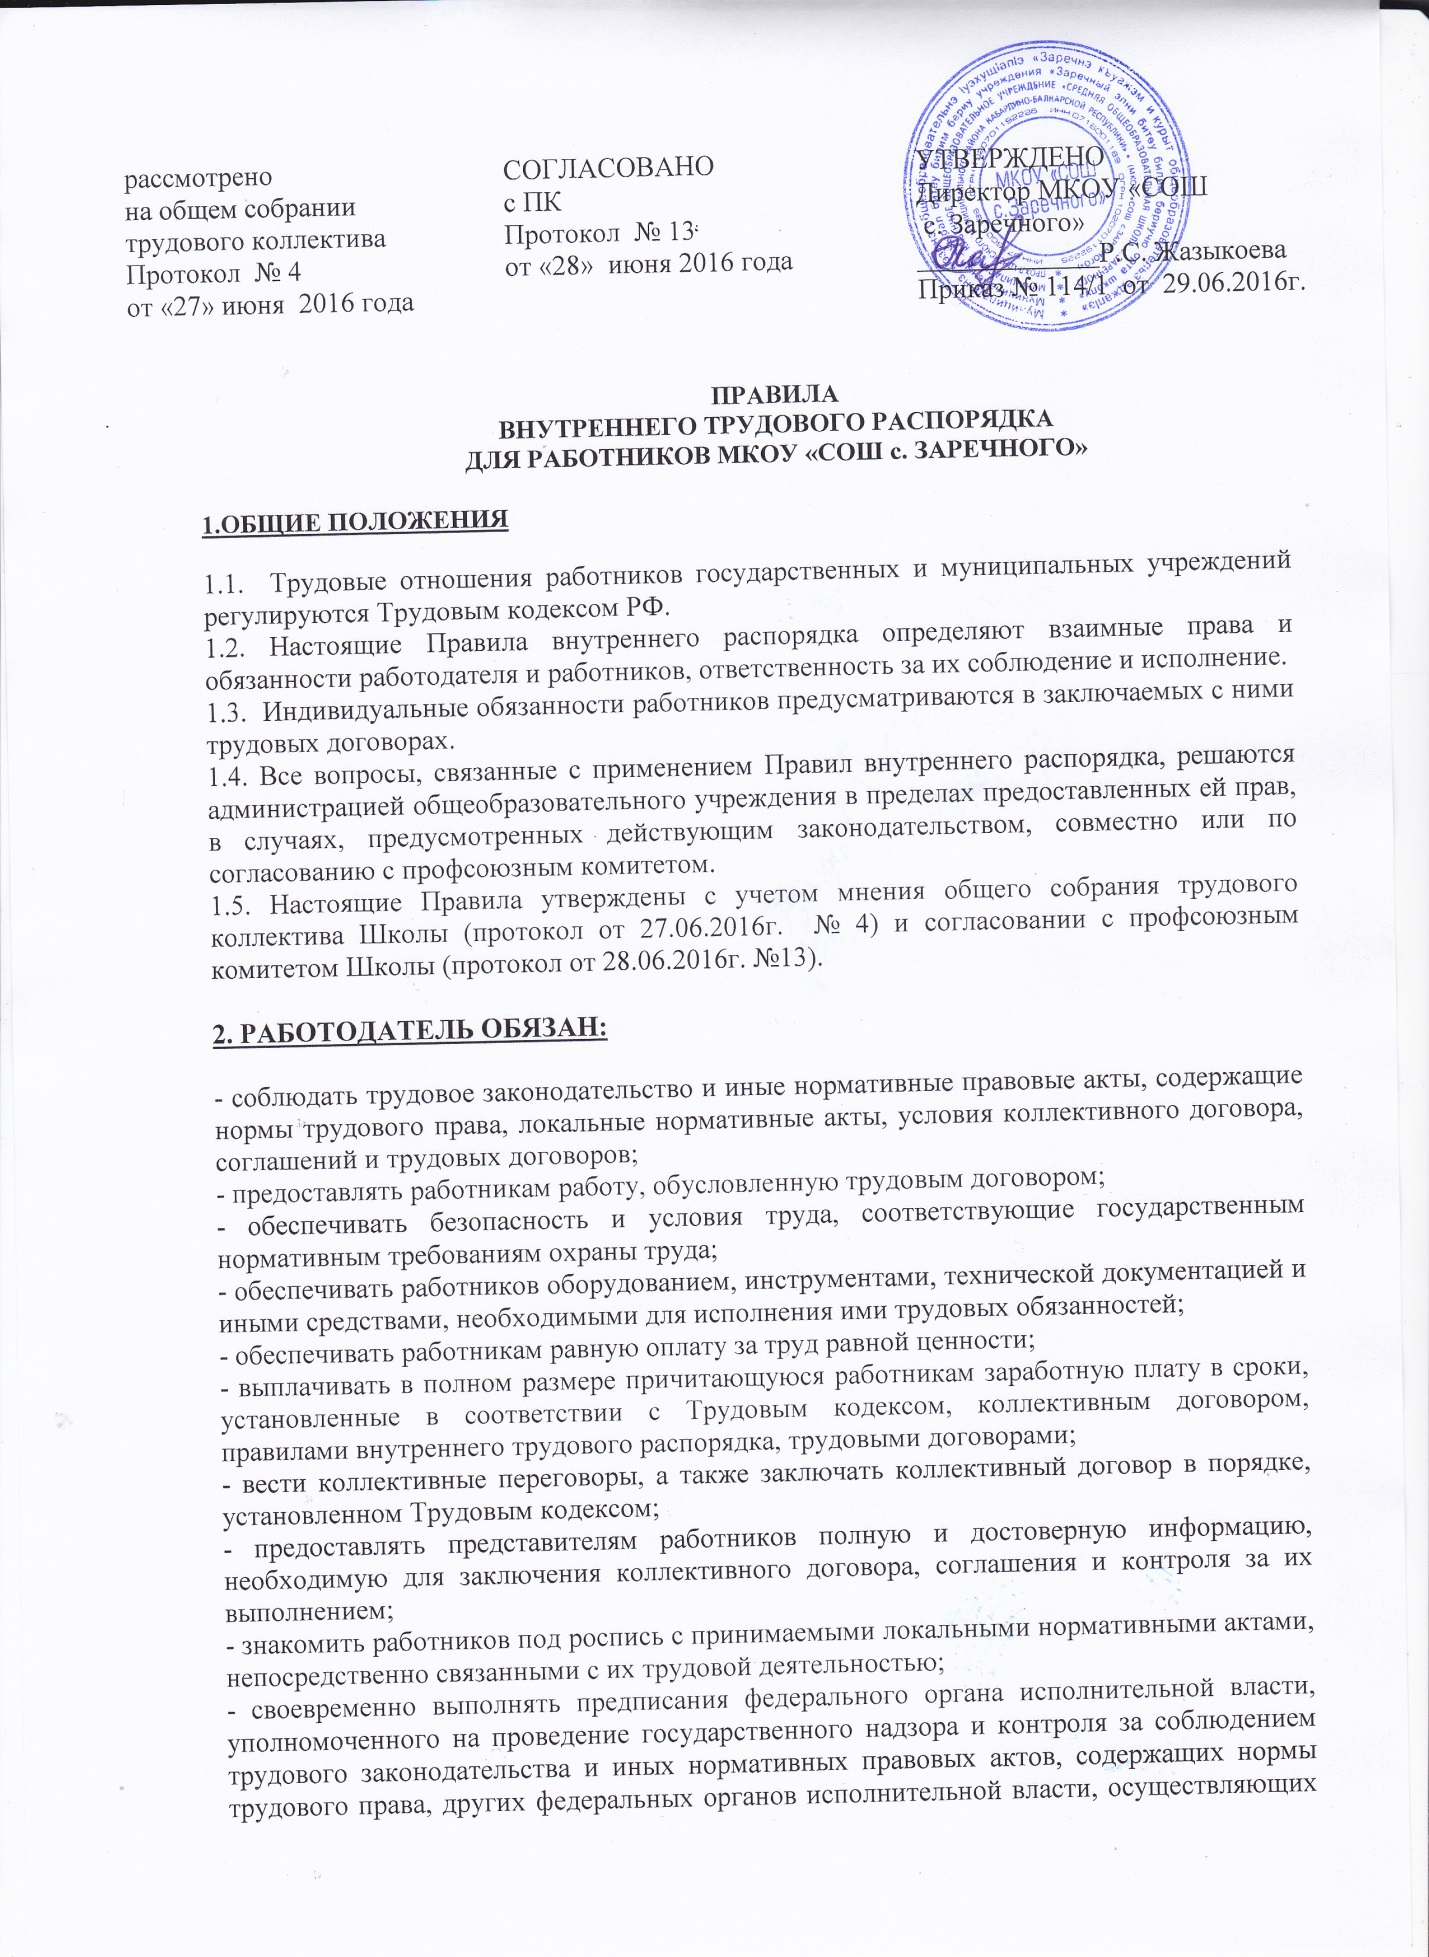 рассмотрено
на общем собрании
трудового коллектива
Протокол № 4
от «27» июня 2016 года
СОГЛАСОВАНО
с ПК
Протокол № 13
от «28» июня 2016 года
УТВЕРЖДЕНО
Директор МКОУ «СОШ
с. Заречного»
Р.С. Жазыкоева
Приказ № 114/1 от 29.06.2016г.
МКОУ «СОШ
с.Заречного»
ПРАВИЛА
ВНУТРЕННЕГО ТРУДОВОГО РАСПОРЯДКА
ДЛЯ РАБОТНИКОВ МКОУ «СОШ с. ЗАРЕЧНОГО»
1.ОБЩИЕ ПОЛОЖЕНИЯ
1.1. Трудовые отношения работников государственных и муниципальных учреждений
регулируются Трудовым кодексом РФ.
1.2. Настоящие Правила внутреннего распорядка определяют взаимные права и
обязанности работодателя и работников, ответственность за их соблюдение и исполнение.
1.3. Индивидуальные обязанности работников предусматриваются в заключаемых с ними
трудовых договорах.
1.4. Все вопросы, связанные с применением Правил внутреннего распорядка, решаются
администрацией общеобразовательного учреждения в пределах предоставленных ей прав,
в случаях, предусмотренных действующим законодательством, совместно или по
согласованию с профсоюзным комитетом.
1.5. Настоящие Правила утверждены с учетом мнения общего собрания трудового
коллектива Школы (протокол от 27.06.2016г. № 4) и согласовании с профсоюзным
комитетом Школы (протокол от 28.06.2016г. №13).
2. РАБОТОДАТЕЛЬ ОБЯЗАН:
- соблюдать трудовое законодательство и иные нормативные правовые акты, содержащие
нормы трудового права, локальные нормативные акты, условия коллективного договора,
соглашений и трудовых договоров;
- предоставлять работникам работу, обусловленную трудовым договором;
- обеспечивать безопасность и условия труда, соответствующие государственным
нормативным требованиям охраны труда;
- обеспечивать работников оборудованием, инструментами, технической документацией и
иными средствами, необходимыми для исполнения ими трудовых обязанностей;
- обеспечивать работникам равную оплату за труд равной ценности;
- выплачивать в полном размере причитающуюся работникам заработную плату в сроки,
установленные в соответствии с Трудовым кодексом, коллективным договором,
правилами внутреннего трудового распорядка, трудовыми договорами;
- вести коллективные переговоры, а также заключать коллективный договор в порядке,
установленном Трудовым кодексом;
- предоставлять представителям работников полную и достоверную информацию,
необходимую для заключения коллективного договора, соглашения и контроля за их
выполнением;
- знакомить работников под роспись с принимаемыми локальными нормативными актами,
непосредственно связанными с их трудовой деятельностью;
- своевременно выполнять предписания федерального органа исполнительной власти,
уполномоченного на проведение государственного надзора и контроля за соблюдением
трудового законодательства и иных нормативных правовых актов, содержащих нормы
трудового права, других федеральных органов исполнительной власти, осуществляющих